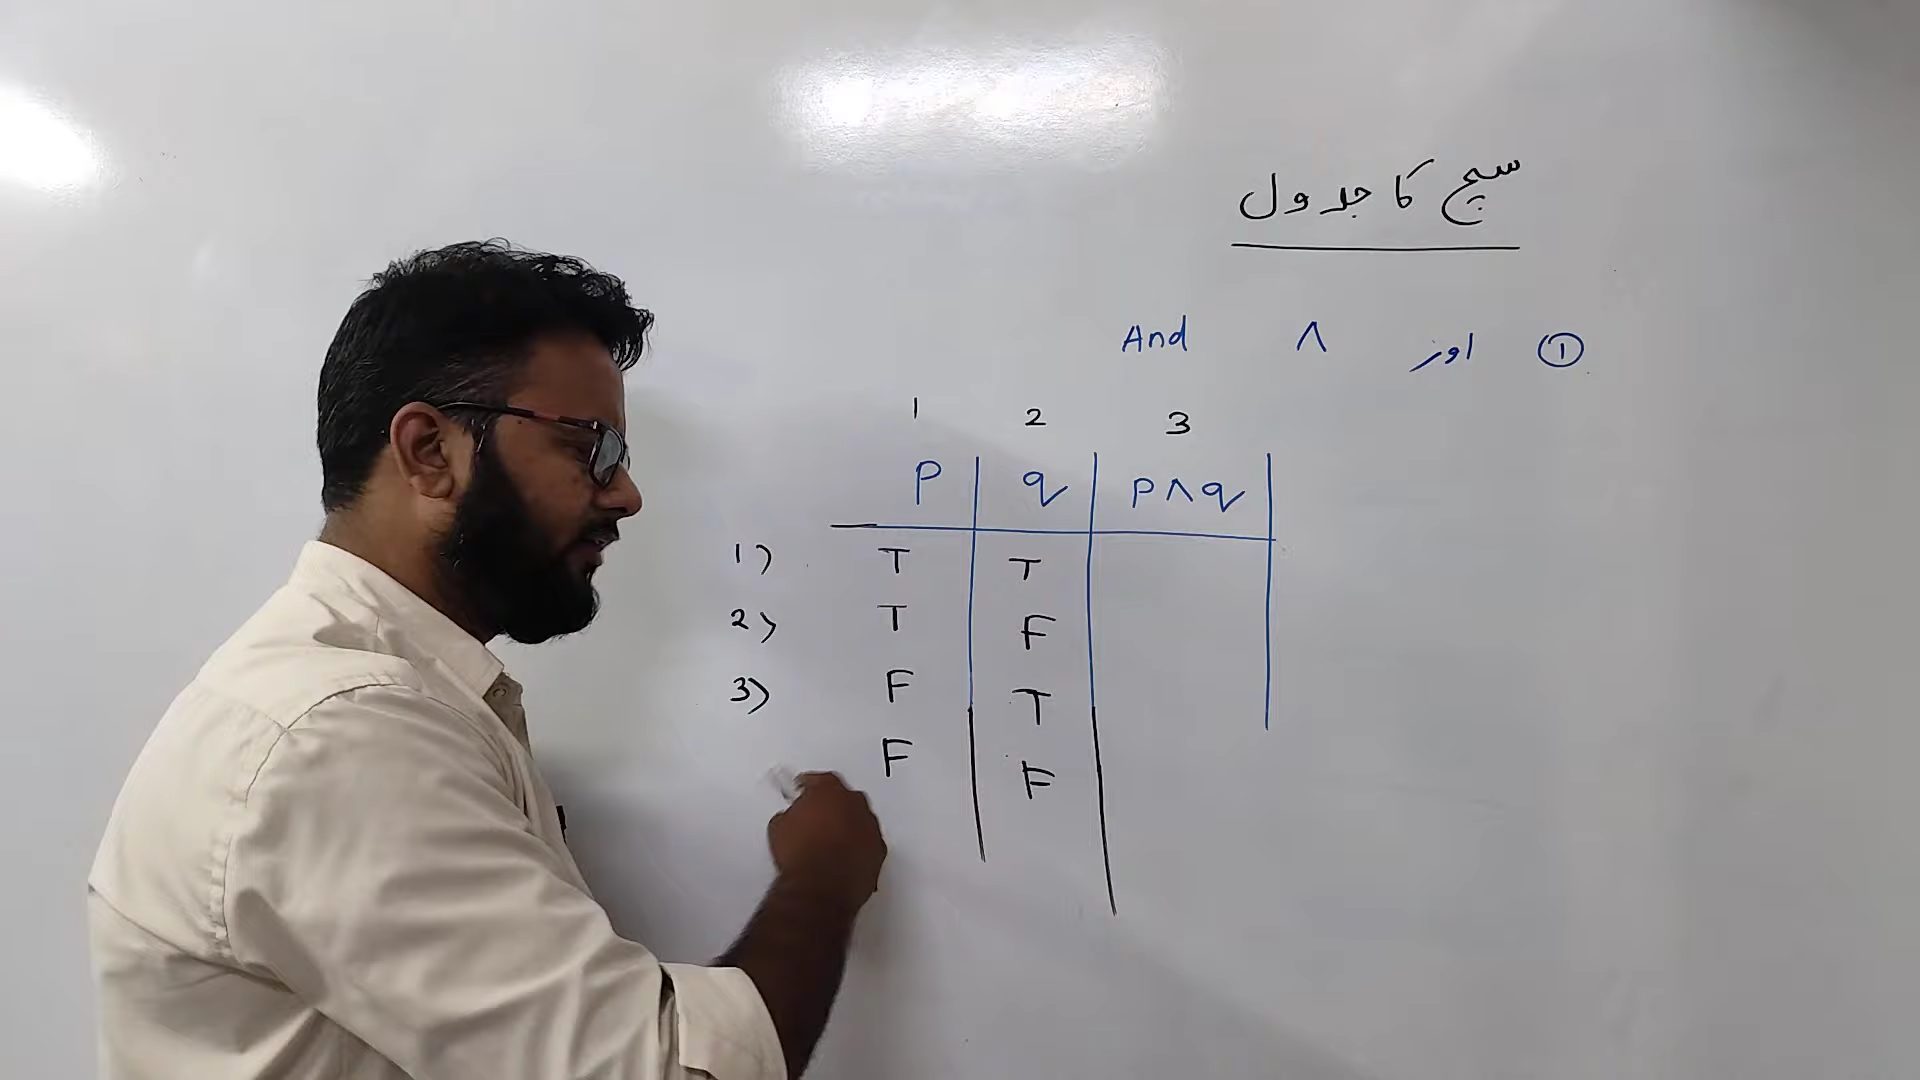 سچ کا جدول
① اور ∧ And
1 2 3
P q P∧q
1) T T
2) T F
3) F T
F F